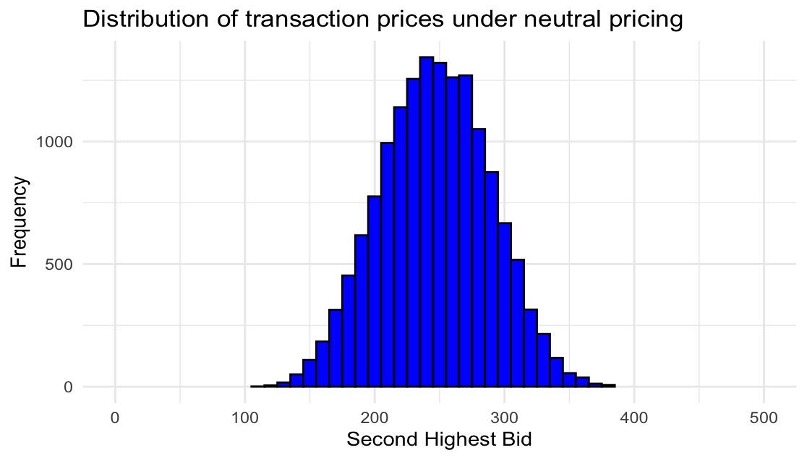 Distribution of transaction prices under neutral pricing
Frequency
1000
500
0
0 100 200 300 400 500
Second Highest Bid